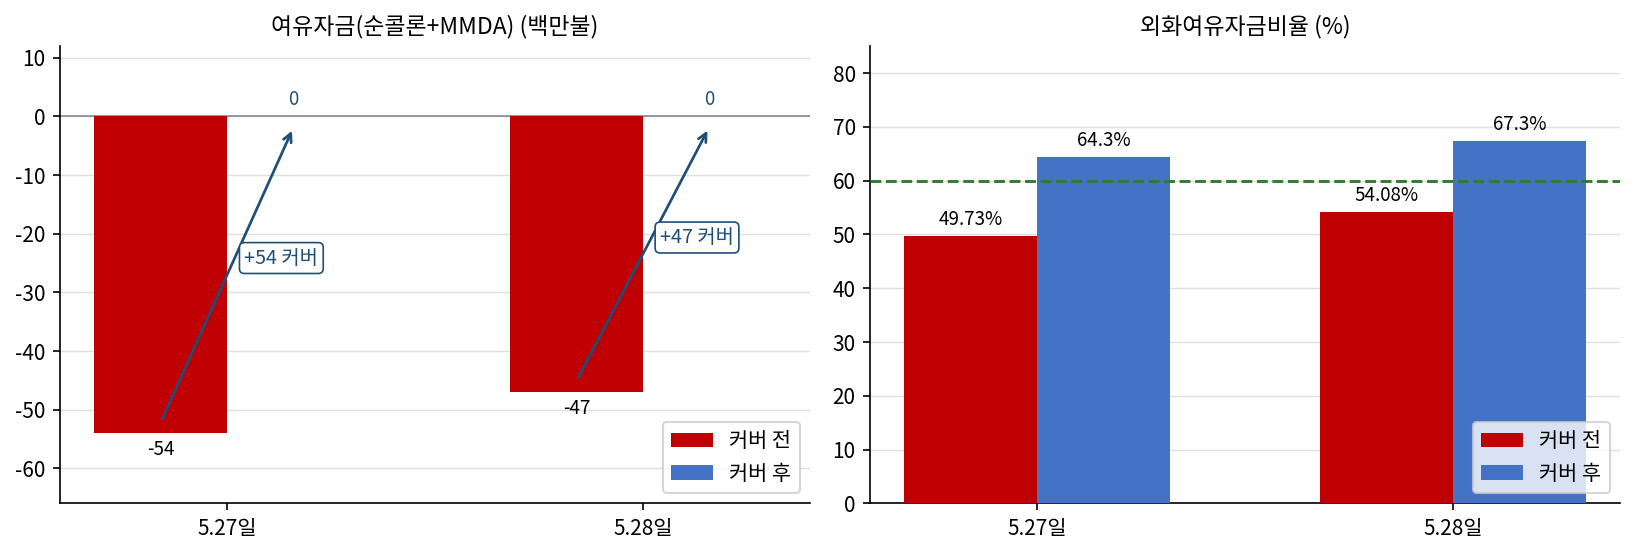 여유자금(순콜론+MMDA) (백만불)
10
0
-10
-20
-30
-40
-50
-60
0
0
+54 커버
+47 커버
-54
-47
커버 전
커버 후
5.27일
5.28일
외화여유자금비율 (%)
80
70
60
50
40
30
20
10
0
49.73%
64.3%
54.08%
67.3%
커버 전
커버 후
5.27일
5.28일